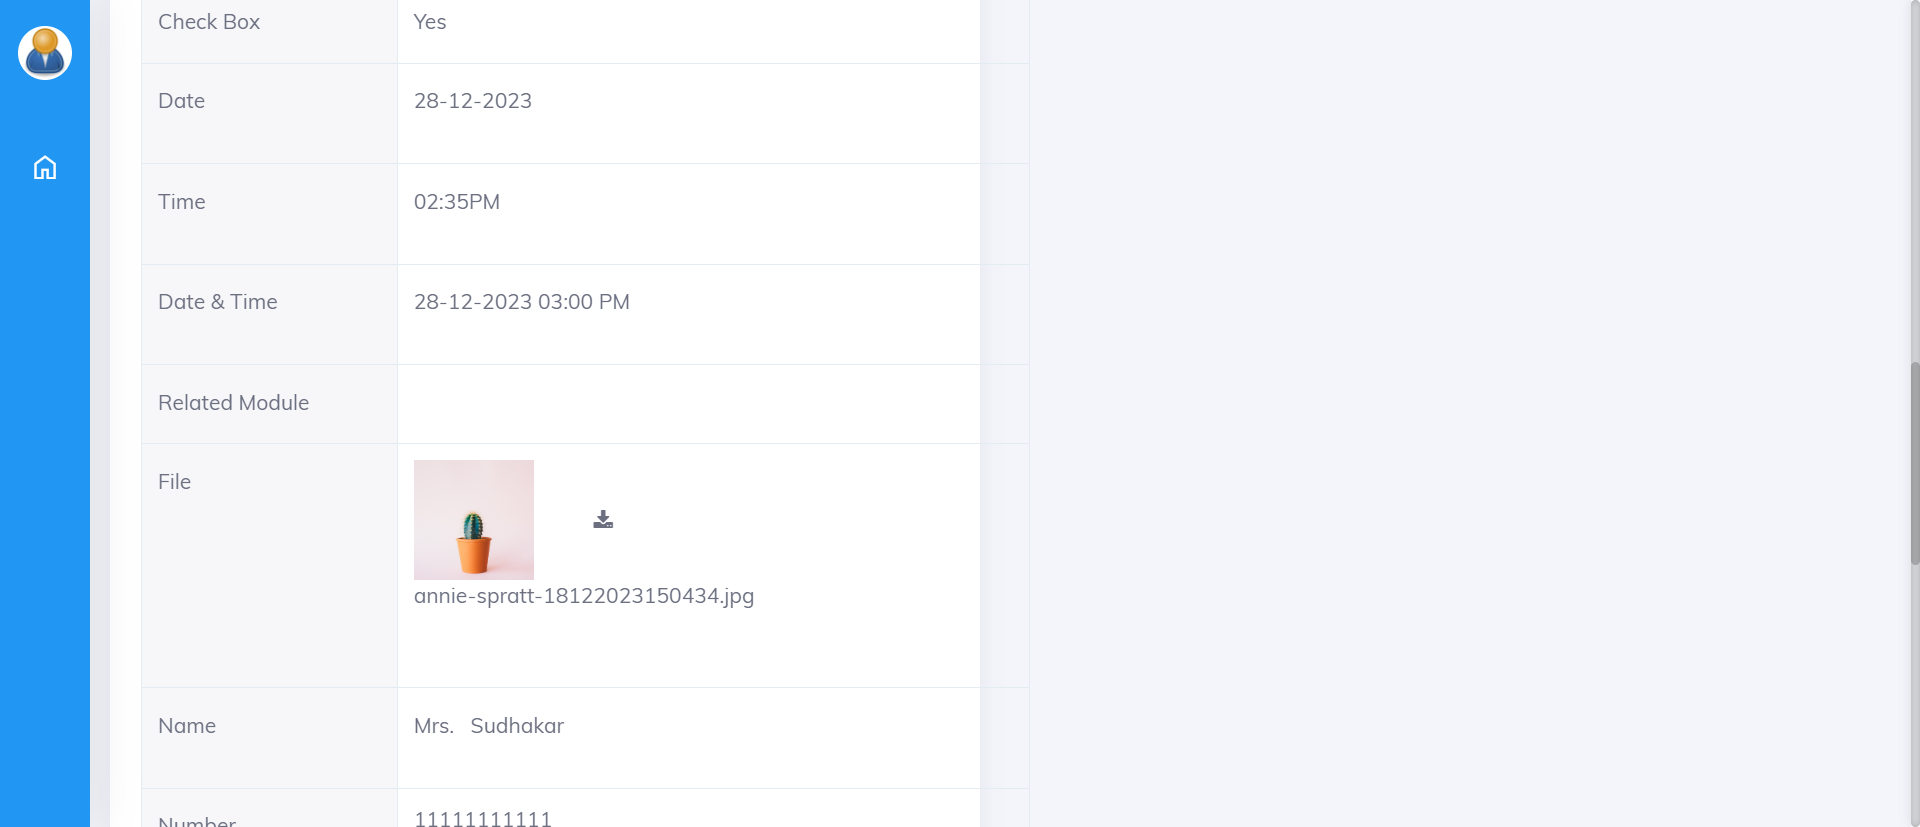 Check Box Yes
Date 28-12-2023
Time 02:35PM
Date & Time 28-12-2023 03:00 PM
Related Module
File
annie-spratt-18122023150434.jpg
Name Mrs. Sudhakar
Number 11111111111